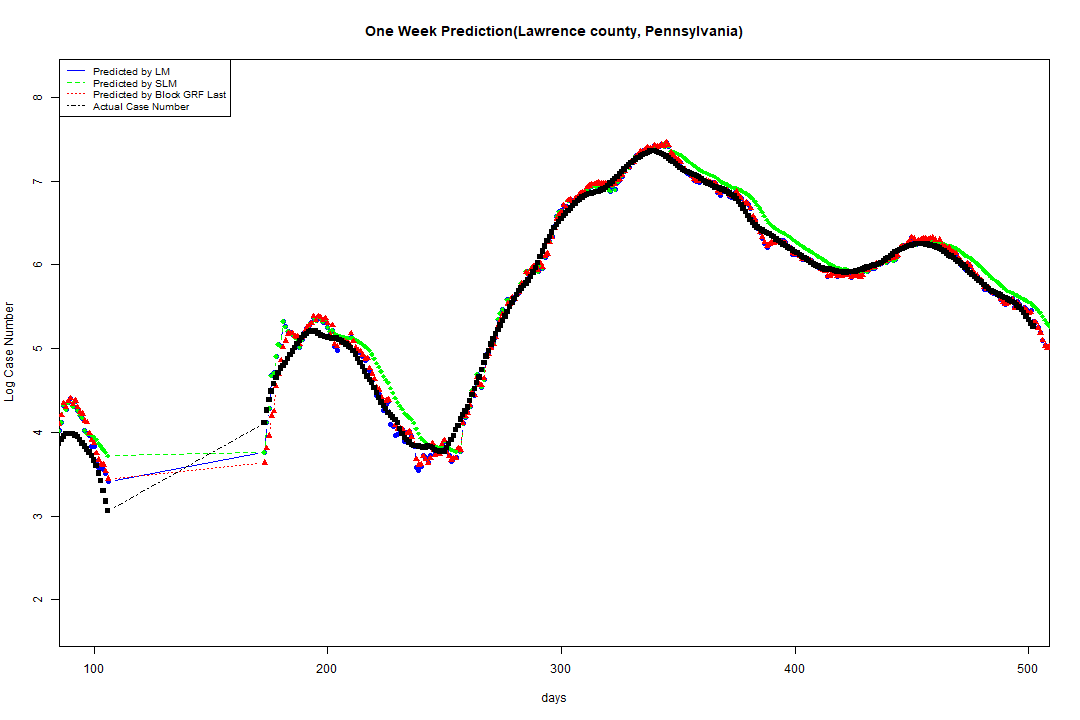 One Week Prediction(Lawrence county, Pennsylvania)
Predicted by LM
Predicted by SLM
Predicted by Block GRF Last
Actual Case Number
8
7
6
5
4
3
2
Log Case Number
100 200 300 400 500
days